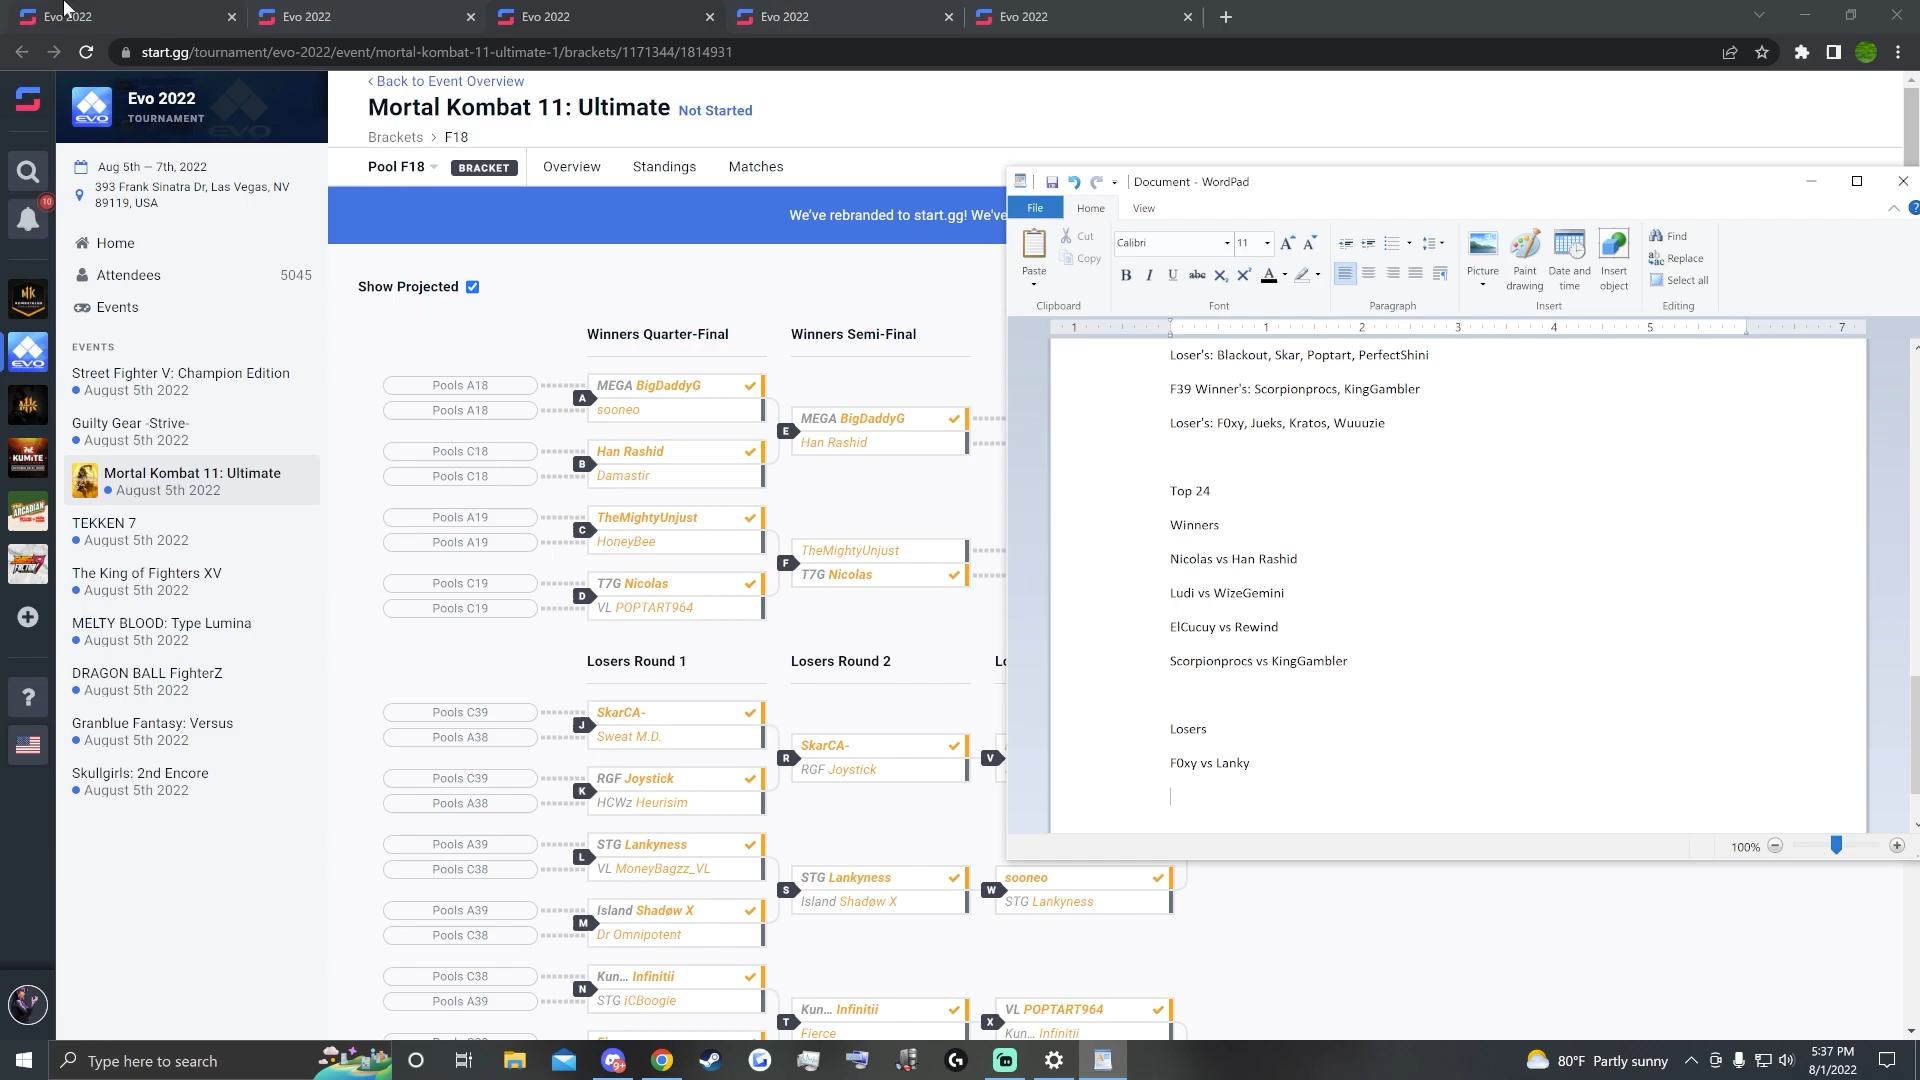 Evo 2022
Evo 2022
Evo 2022
Evo 2022
Evo 2022
start.gg/tournament/evo-2022/event/mortal-kombat-11-ultimate-1/brackets/1171344/1814931
EVO
Evo 2022
TOURNAMENT
Aug 5th — 7th, 2022
393 Frank Sinatra Dr, Las Vegas, NV
89119, USA
10
Home
Attendees 5045
Events
EVENTS
Street Fighter V: Champion Edition
August 5th 2022
Guilty Gear -Strive-
August 5th 2022
Mortal Kombat 11: Ultimate
August 5th 2022
TEKKEN 7
August 5th 2022
The King of Fighters XV
August 5th 2022
MELTY BLOOD: Type Lumina
August 5th 2022
DRAGON BALL FighterZ
August 5th 2022
Granblue Fantasy: Versus
August 5th 2022
Skullgirls: 2nd Encore
August 5th 2022
‹ Back to Event Overview
Mortal Kombat 11: Ultimate Not Started
Brackets > F18
Pool F18 BRACKET Overview Standings Matches
We've rebranded to start.gg! We've
Show Projected
Winners Quarter-Final Winners Semi-Final
Pools A18 MEGA BigDaddyG
Pools A18 A sooneo
Pools C18 Han Rashid
Pools C18 B Damastir
E MEGA BigDaddyG
Han Rashid
Pools A19 TheMightyUnjust
Pools A19 C HoneyBee
Pools C19 T7G Nicolas
Pools C19 D VL POPTART964
F TheMightyUnjust
T7G Nicolas
Losers Round 1 Losers Round 2 Lo
Pools C39 SkarCA-
Pools A38 J Sweat M.D.
Pools C39 RGF Joystick
Pools A38 K HCWz Heurisim
R SkarCA-
RGF Joystick
V
Pools A39 STG Lankyness
Pools C38 L VL MoneyBagzz_VL
Pools A39 Island Shadøw X
Pools C38 M Dr Omnipotent
S STG Lankyness
Island Shadøw X
W sooneo
STG Lankyness
Pools C38 Kun... Infinitii
Pools A39 N STG iCBoogie
T Kun... Infinitii
Fierce
X VL POPTART964
Kun... Infinitii
Document - WordPad
File Home View
Paste
Cut
Copy
Clipboard
Calibri 11
Font
Paragraph
Picture
Paint drawing
Date and time
Insert object
Insert
Find
Replace
Select all
Editing
1 1 2 3 4 5 7
Loser's: Blackout, Skar, Poptart, PerfectShini
F39 Winner's: Scorpionprocs, KingGambler
Loser's: F0xy, Jueks, Kratos, Wuuuzie
Top 24
Winners
Nicolas vs Han Rashid
Ludi vs WizeGemini
ElCucuy vs Rewind
Scorpionprocs vs KingGambler
Losers
F0xy vs Lanky
100%
Type here to search
80°F Partly sunny
5:37 PM
8/1/2022